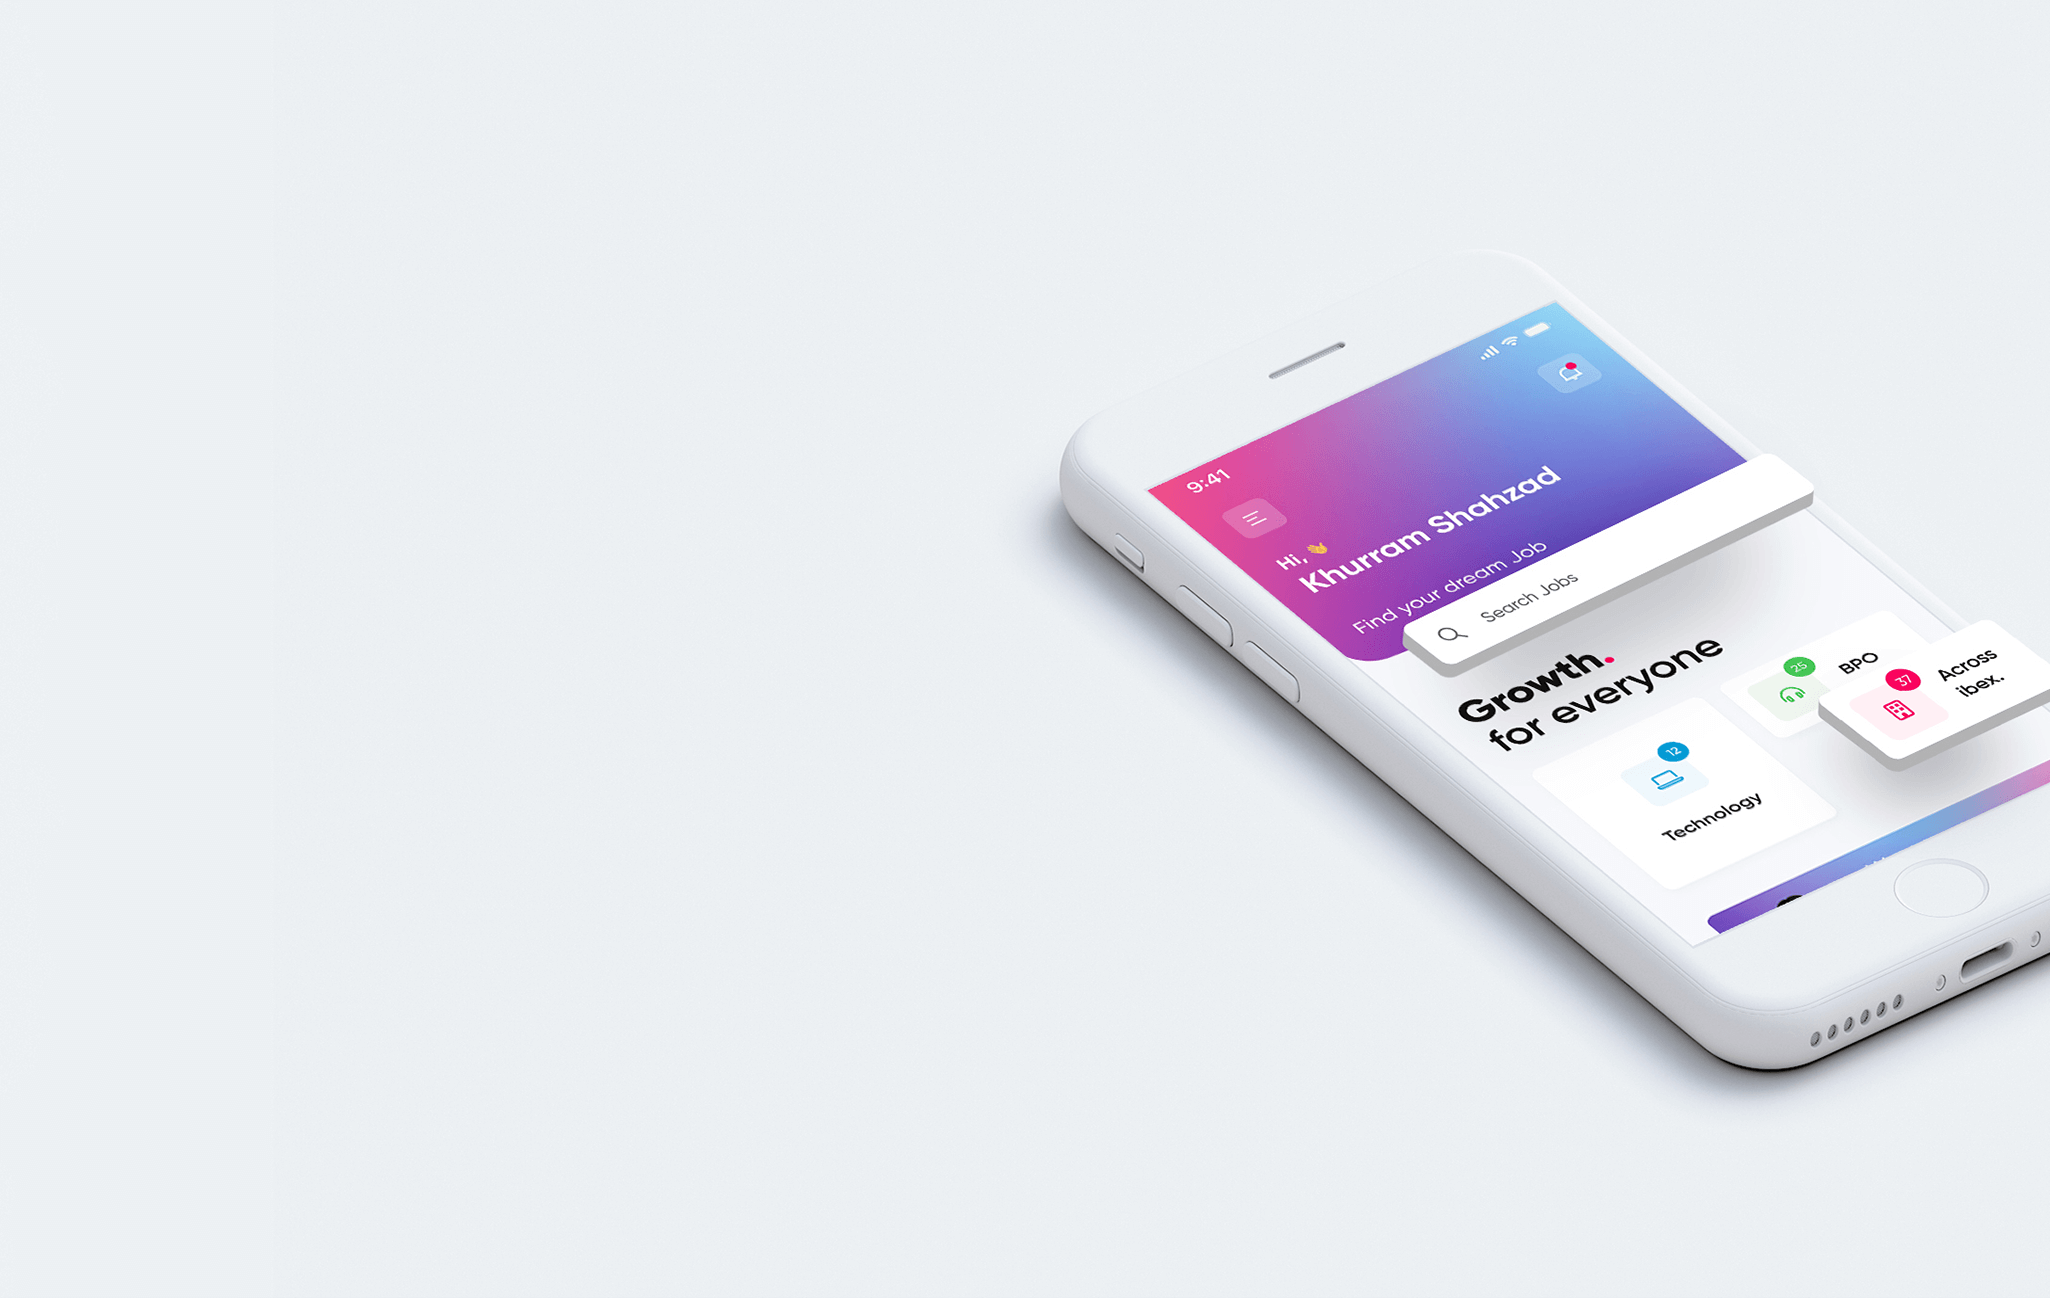 9:41
Hi, 👋
Khurram Shahzad
Find your dream Job
Search Jobs
Growth.
for everyone
12
Technology
25
BPO
37
Across
ibex.